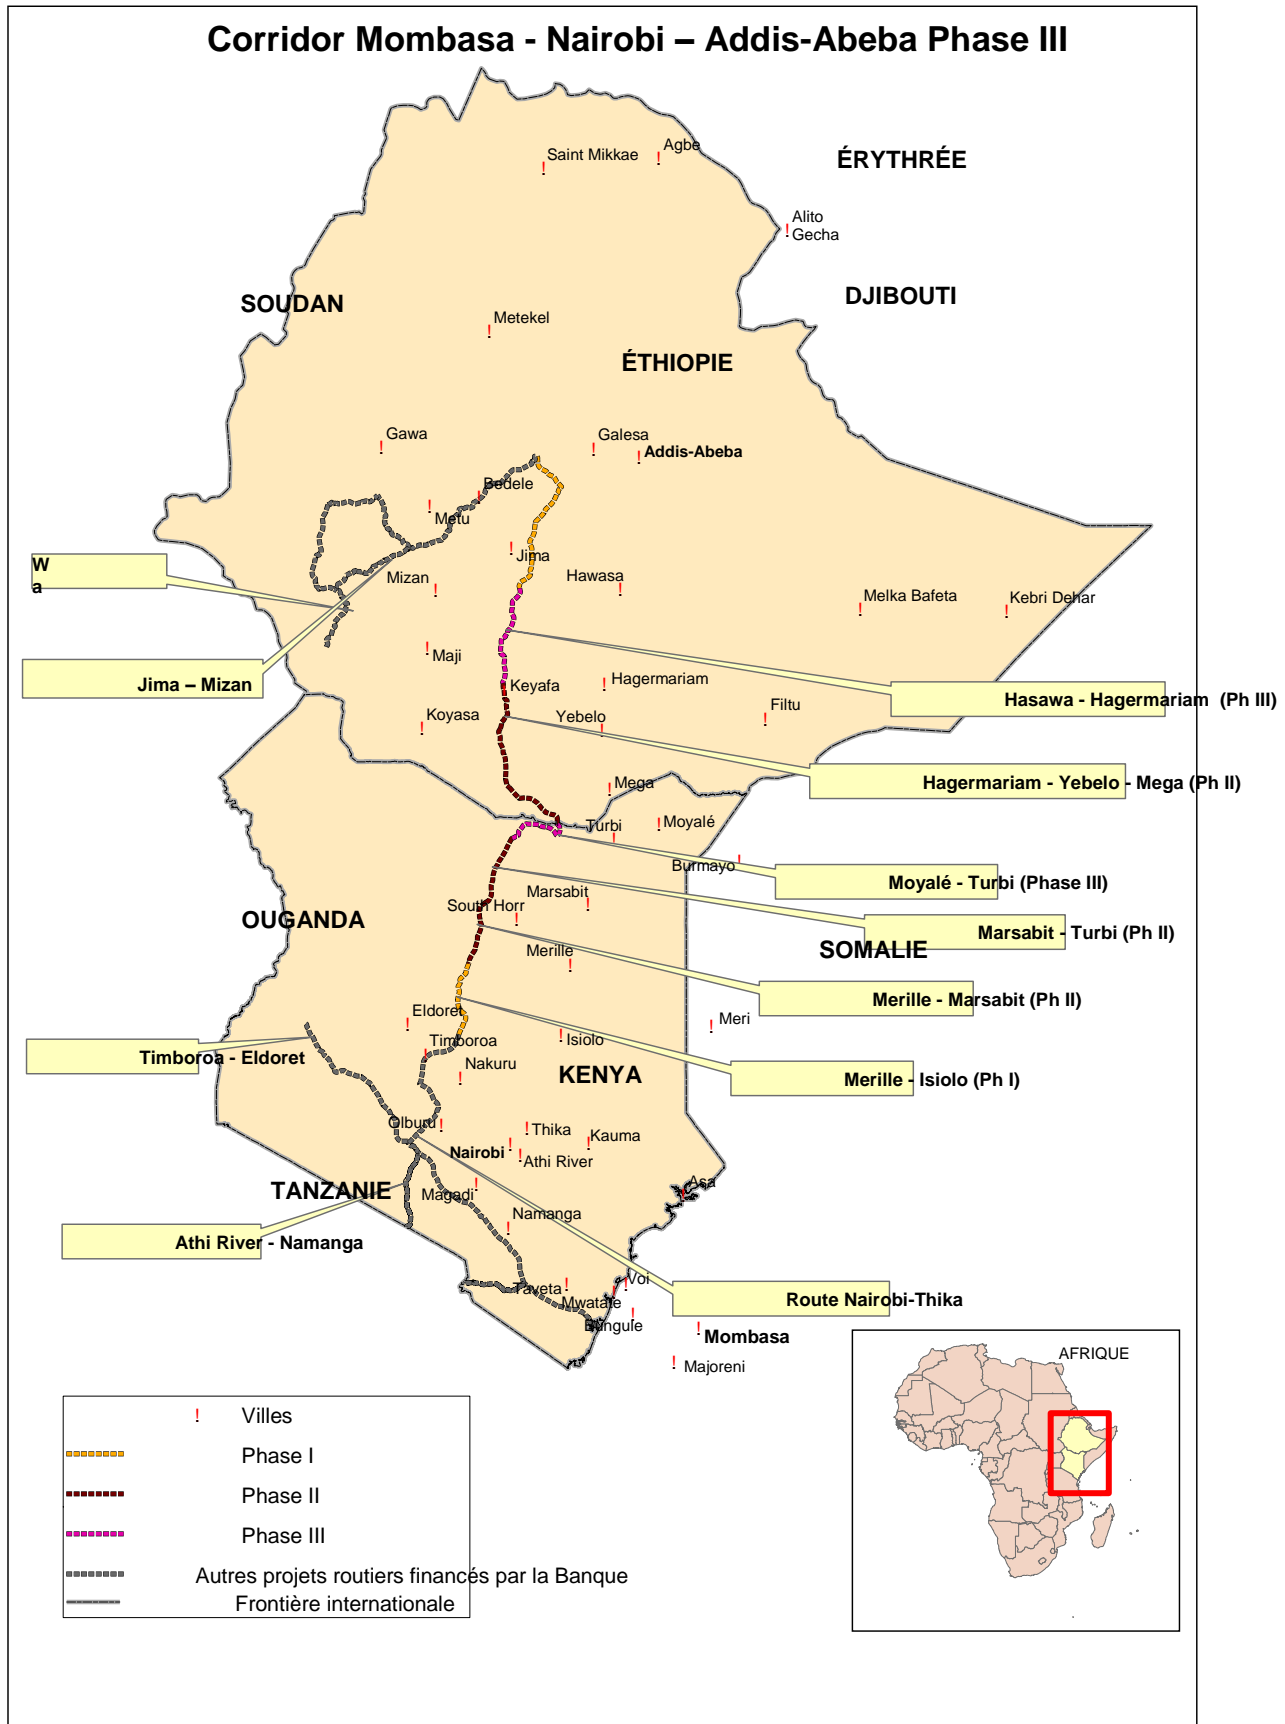 Corridor Mombasa - Nairobi – Addis-Abeba Phase III
Saint Mikkae
Agbe
ÉRYTHRÉE
Alito
Gecha
SOUDAN
DJIBOUTI
Metekel
ÉTHIOPIE
Gawa
Galesa
Addis-Abeba
Bedele
Metu
Jima
W
a
Mizan
Hawasa
Melka Bafeta
Kebri Dehar
Maji
Jima – Mizan
Keyafa
Hagermariam
Hasawa - Hagermariam  (Ph III)
Koyasa
Yebelo
Filtu
Mega
Hagermariam - Yebelo - Mega (Ph II)
Turbi
Moyalé
Burmayo
Moyalé - Turbi (Phase III)
Marsabit
South Horr
OUGANDA
Marsabit - Turbi (Ph II)
SOMALIE
Merille
Merille - Marsabit (Ph II)
Eldoret
Meri
Timboroa
Isiolo
Timboroa - Eldoret
Nakuru
KENYA
Merille - Isiolo (Ph I)
Olburu
Thika
Nairobi
Kauma
Athi River
TANZANIE
Magadi
Asa
Namanga
Athi River - Namanga
Taveta
Voi
Mwatate
Route Nairobi-Thika
Bungule
Mombasa
Majoreni
AFRIQUE
Villes
Phase I
Phase II
Phase III
Autres projets routiers financés par la Banque
Frontière internationale